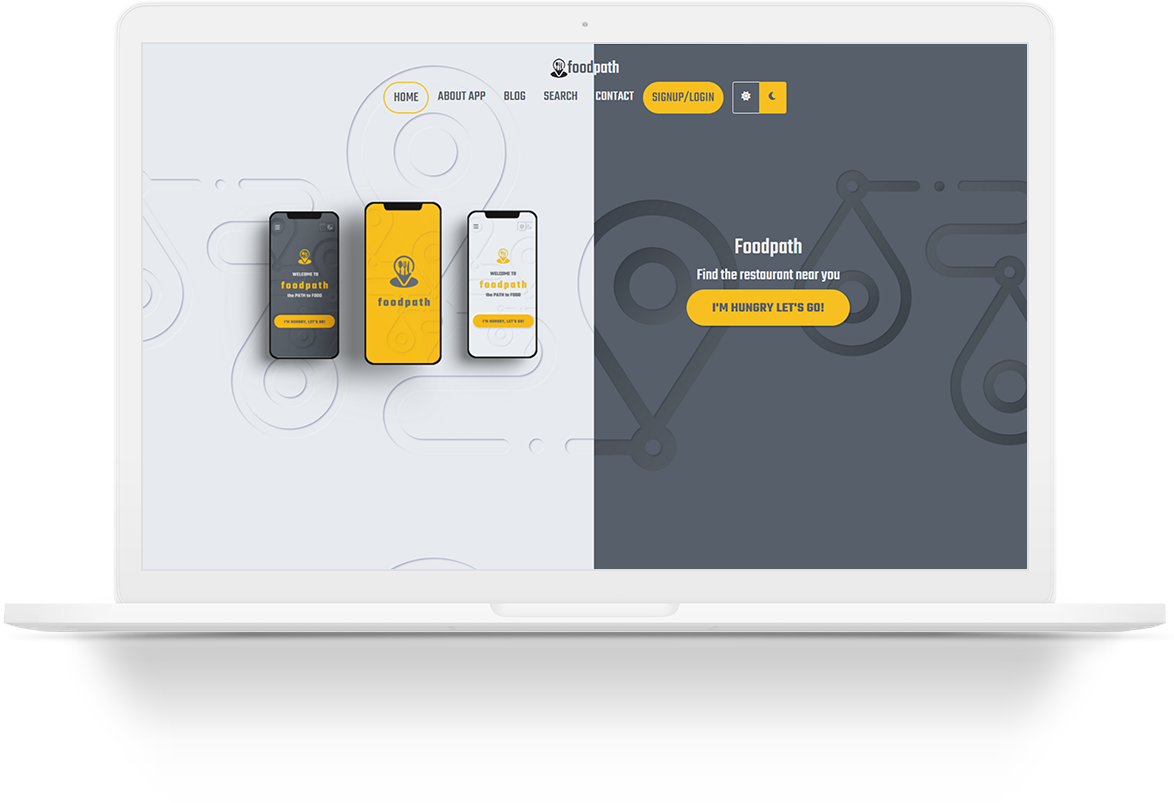 foodpath
HOME ABOUT APP BLOG SEARCH CONTACT SIGNUP/LOGIN
WELCOME TO
foodpath
the PATH to FOOD
I'M HUNGRY, LET'S GO!
foodpath
WELCOME TO
foodpath
the PATH to FOOD
I'M HUNGRY, LET'S GO!
Foodpath
Find the restaurant near you
I'M HUNGRY LET'S GO!